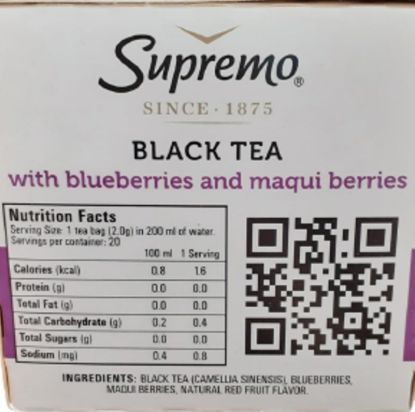 Supremo®
SINCE · 1875
BLACK TEA
with blueberries and maqui berries
Nutrition Facts
Serving Size: 1 tea bag (2.0g) in 200 ml of water.
Servings per container: 20
100 ml 1 Serving
Calories (kcal) 0.8 1.6
Protein (g) 0.0 0.0
Total Fat (g) 0.0 0.0
Total Carbohydrate (g) 0.2 0.4
Total Sugars (g) 0.0 0.0
Sodium (mg) 0.4 0.8
INGREDIENTS: BLACK TEA (CAMELLIA SINENSIS), BLUEBERRIES,
MAQUI BERRIES, NATURAL RED FRUIT FLAVOR.